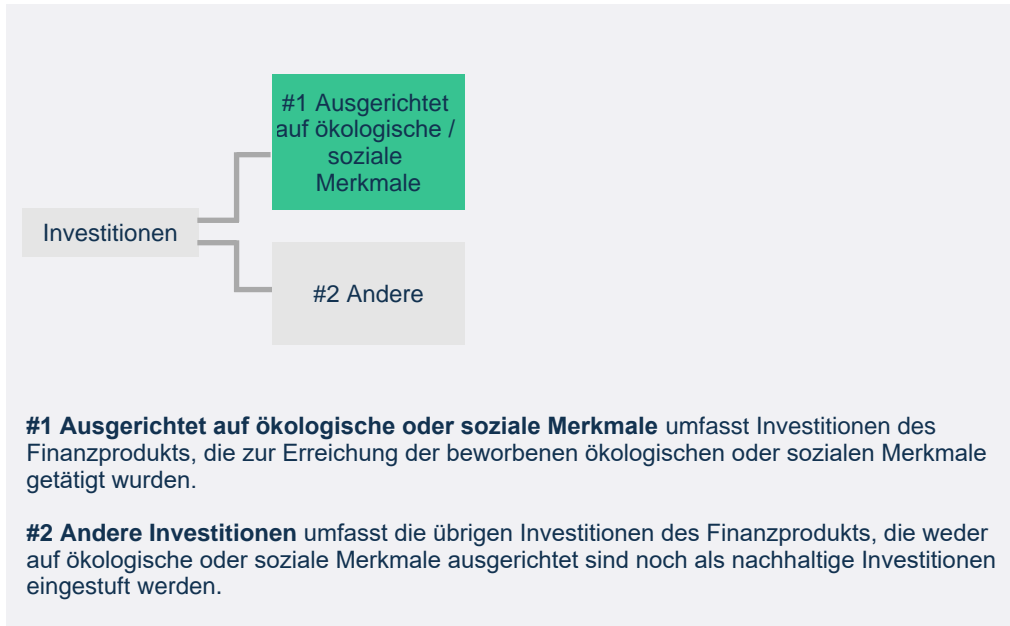 #1 Ausgerichtet
auf ökologische /
soziale
Merkmale
Investitionen
#2 Andere
#1 Ausgerichtet auf ökologische oder soziale Merkmale umfasst Investitionen des
Finanzprodukts, die zur Erreichung der beworbenen ökologischen oder sozialen Merkmale
getätigt wurden.
#2 Andere Investitionen umfasst die übrigen Investitionen des Finanzprodukts, die weder
auf ökologische oder soziale Merkmale ausgerichtet sind noch als nachhaltige Investitionen
eingestuft werden.